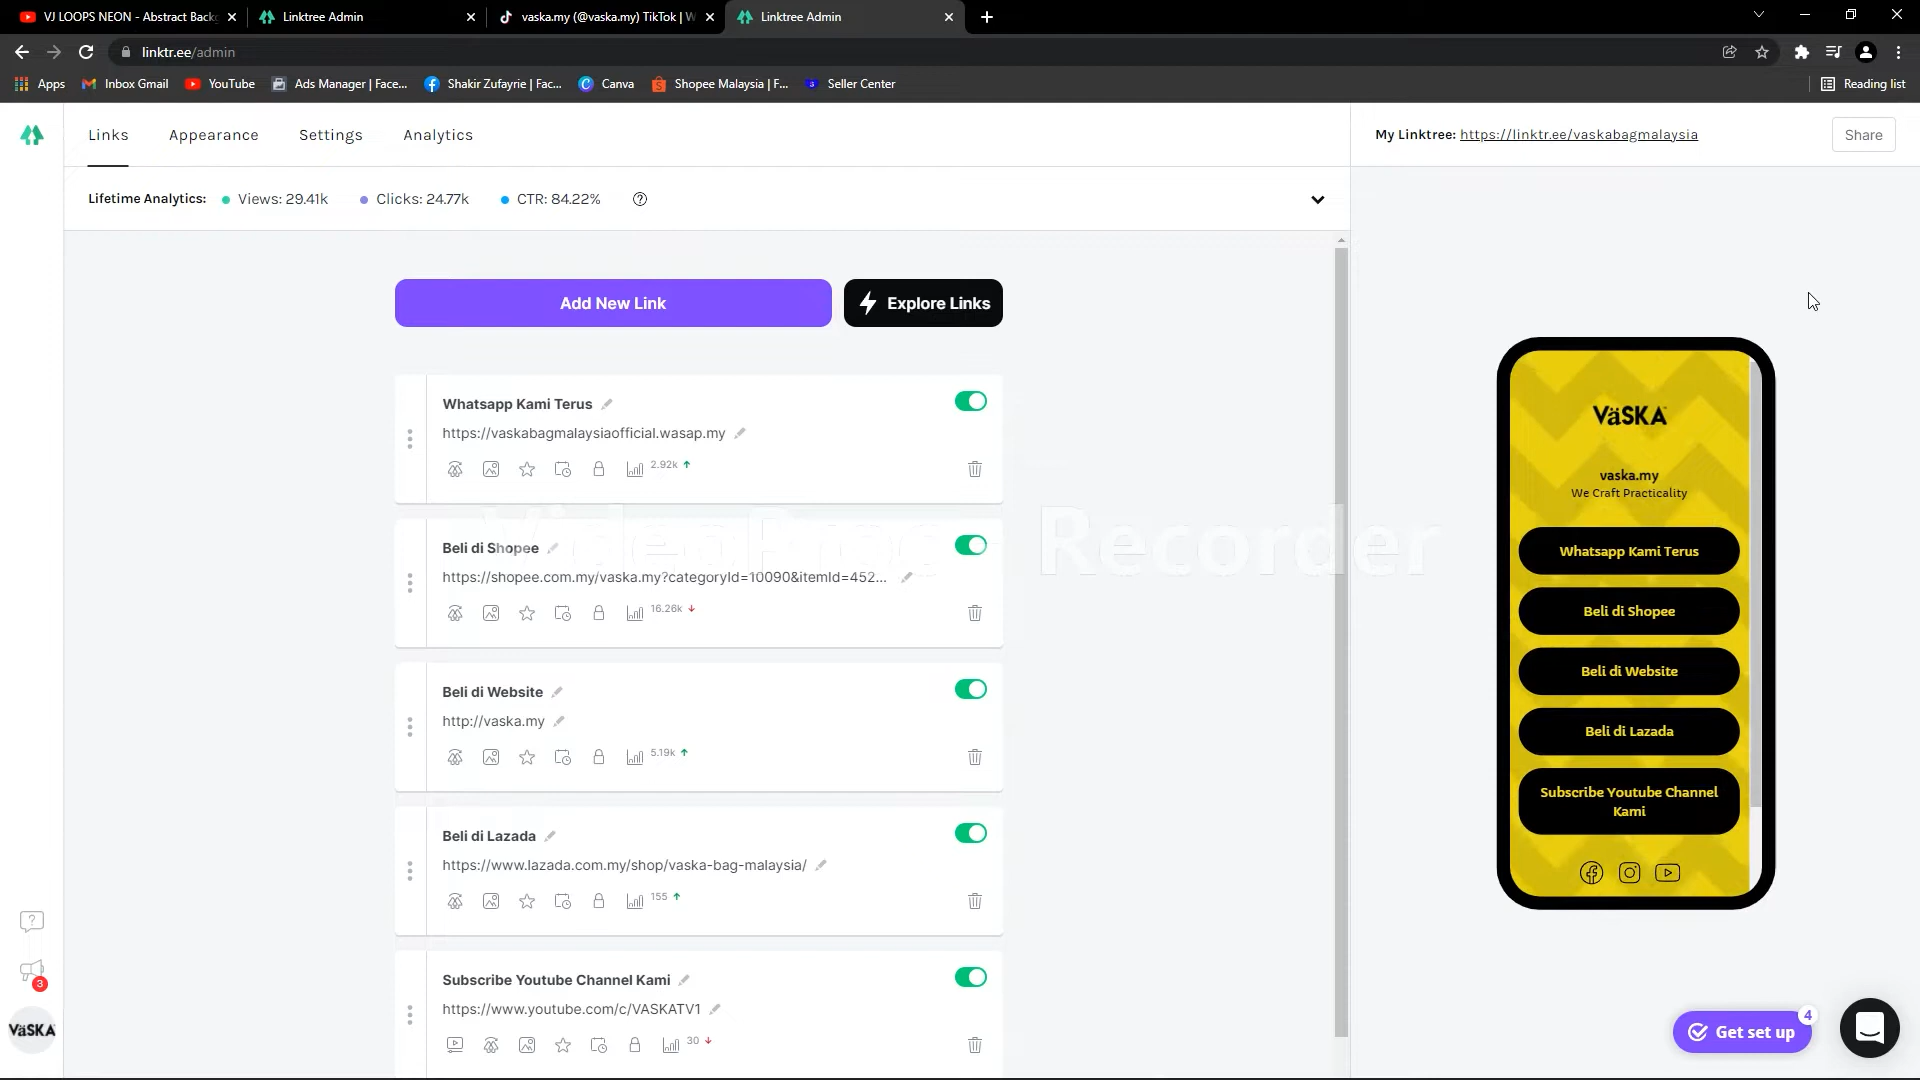 VJ LOOPS NEON - Abstract Backg
Linktree Admin
vaska.my (@vaska.my) TikTok | W
Linktree Admin
linktr.ee/admin
Apps
Inbox Gmail
YouTube
Ads Manager | Face...
Shakir Zufayrie | Fac...
Canva
Shopee Malaysia | F...
Seller Center
Reading list
Links
Appearance
Settings
Analytics
My Linktree: https://linktr.ee/vaskabagmalaysia
Share
Lifetime Analytics:
Views: 29.41k
Clicks: 24.77k
CTR: 84.22%
Add New Link
Explore Links
Whatsapp Kami Terus
https://vaskabagmalaysiaofficial.wasap.my
2.92k
Beli di Shopee
https://shopee.com.my/vaska.my?categoryId=10090&itemId=452...
16.26k
Beli di Website
http://vaska.my
5.19k
Beli di Lazada
https://www.lazada.com.my/shop/vaska-bag-malaysia/
155
Subscribe Youtube Channel Kami
https://www.youtube.com/c/VASKATV1
30
VideoProc Recorder
VäSKA
vaska.my
We Craft Practicality
Whatsapp Kami Terus
Beli di Shopee
Beli di Website
Beli di Lazada
Subscribe Youtube Channel
Kami
3
VäSKA
Get set up
4